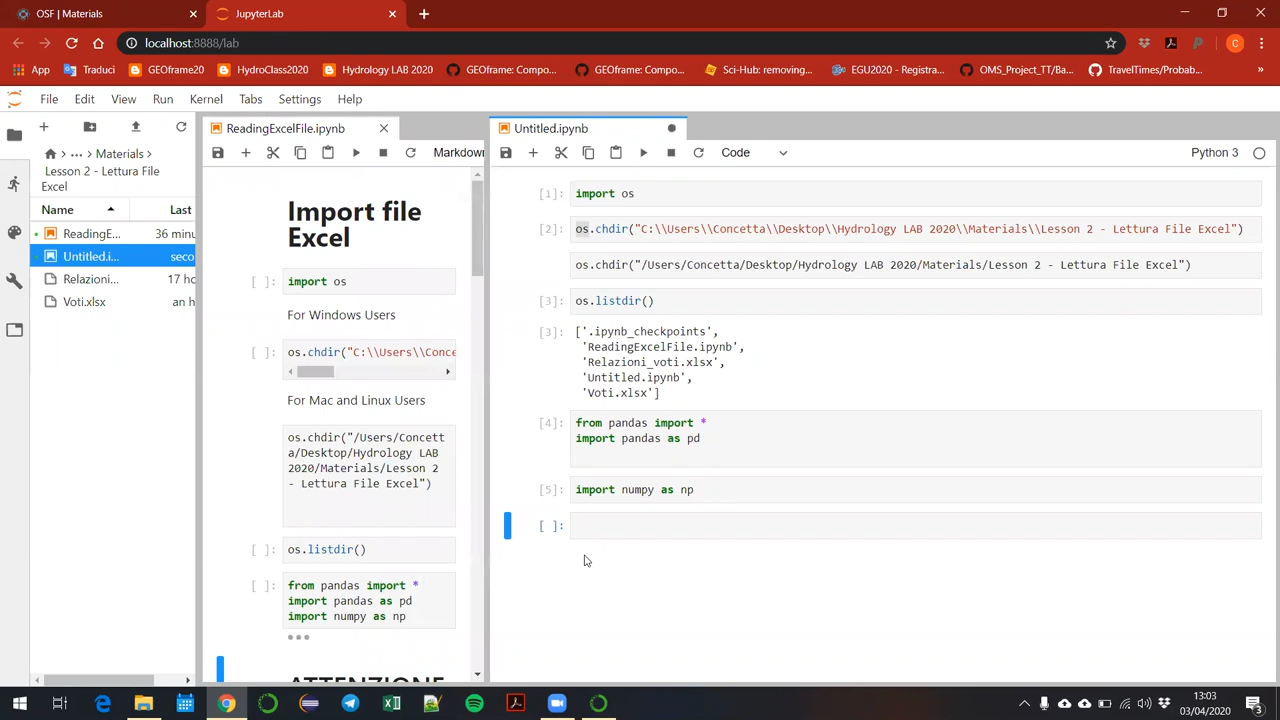 OSF | Materials
JupyterLab
localhost:8888/lab
C
App
Traduci
GEOframe20
HydroClass2020
Hydrology LAB 2020
GEOframe: Compo...
GEOframe: Compo...
Sci-Hub: removing...
EGU2020 - Registra...
OMS_Project_TT/Ba...
TravelTimes/Probab...
»
File Edit View Run Kernel Tabs Settings Help
ReadingExcelFile.ipynb
Untitled.ipynb
Markdown
Code
Python 3
... > Materials >
Lesson 2 - Lettura File
Excel
Name
Last
ReadingE...
36 minu
Untitled.i...
seco
Relazioni...
17 ho
Voti.xlsx
an h
Import file
Excel
[ ]: import os
For Windows Users
[ ]: os.chdir("C:\\Users\\Conce
For Mac and Linux Users
os.chdir("/Users/Concett
a/Desktop/Hydrology LAB
2020/Materials/Lesson 2
- Lettura File Excel")
[ ]: os.listdir()
[ ]: from pandas import *
import pandas as pd
import numpy as np
ATTENZIONE
[1]: import os
[2]: os.chdir("C:\\Users\\Concetta\\Desktop\\Hydrology LAB 2020\\Materials\\Lesson 2 - Lettura File Excel")
os.chdir("/Users/Concetta/Desktop/Hydrology LAB 2020/Materials/Lesson 2 - Lettura File Excel")
[3]: os.listdir()
[3]: ['.ipynb_checkpoints',
'ReadingExcelFile.ipynb',
'Relazioni_voti.xlsx',
'Untitled.ipynb',
'Voti.xlsx']
[4]: from pandas import *
import pandas as pd
[5]: import numpy as np
[ ]:
13:03
03/04/2020
3